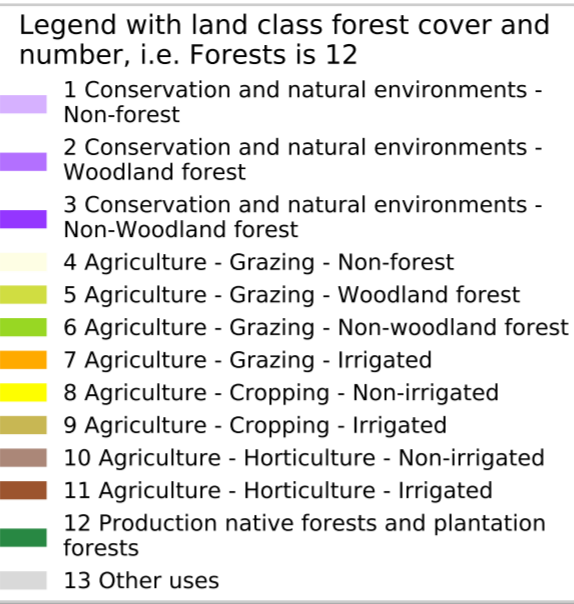 Legend with land class forest cover and
number, i.e. Forests is 12
1 Conservation and natural environments -
Non-forest
2 Conservation and natural environments -
Woodland forest
3 Conservation and natural environments -
Non-Woodland forest
4 Agriculture - Grazing - Non-forest
5 Agriculture - Grazing - Woodland forest
6 Agriculture - Grazing - Non-woodland forest
7 Agriculture - Grazing - Irrigated
8 Agriculture - Cropping - Non-irrigated
9 Agriculture - Cropping - Irrigated
10 Agriculture - Horticulture - Non-irrigated
11 Agriculture - Horticulture - Irrigated
12 Production native forests and plantation
forests
13 Other uses